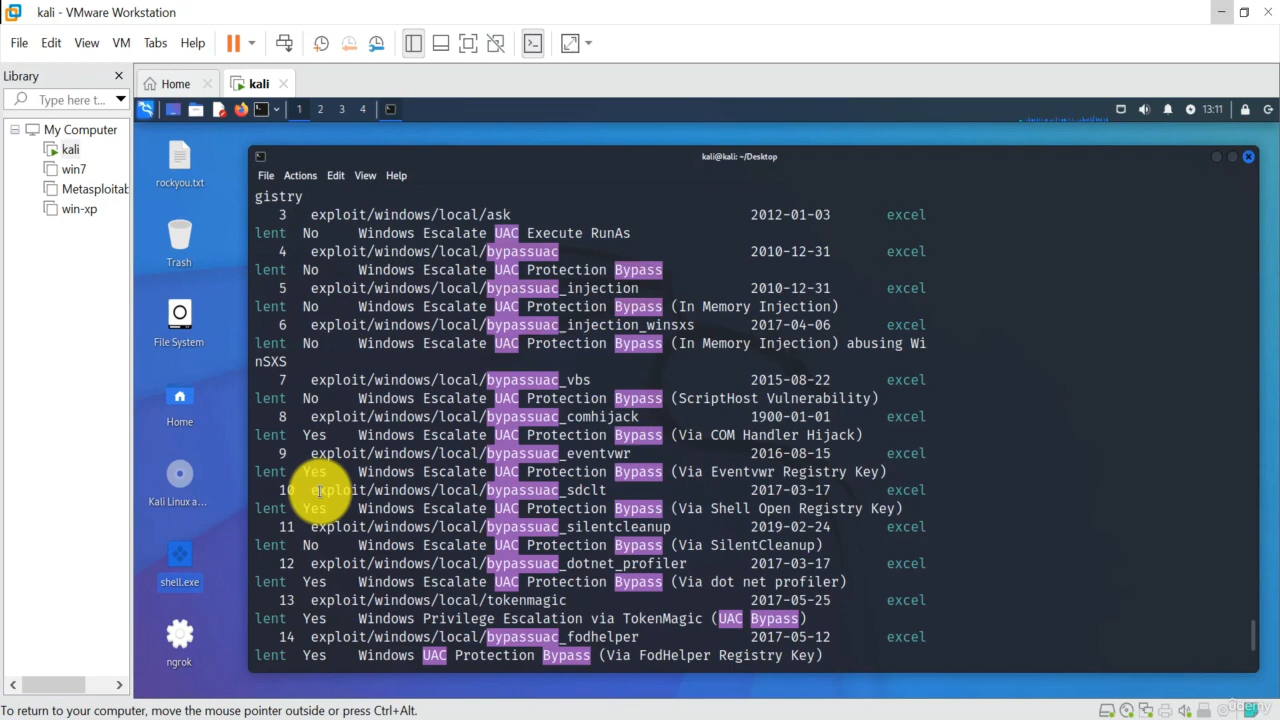 kali - VMware Workstation
File Edit View VM Tabs Help
Library
Home
kali
Type here t...
1 2 3 4
13:11
My Computer
kali
win7
Metasploitab
win-xp
rockyou.txt
Trash
File System
Home
Kali Linux a...
shell.exe
ngrok
kali@kali: ~/Desktop
File Actions Edit View Help
gistry
3 exploit/windows/local/ask 2012-01-03 excel
lent No Windows Escalate UAC Execute RunAs
4 exploit/windows/local/bypassuac 2010-12-31 excel
lent No Windows Escalate UAC Protection Bypass
5 exploit/windows/local/bypassuac_injection 2010-12-31 excel
lent No Windows Escalate UAC Protection Bypass (In Memory Injection)
6 exploit/windows/local/bypassuac_injection_winsxs 2017-04-06 excel
lent No Windows Escalate UAC Protection Bypass (In Memory Injection) abusing Wi
nSXS
7 exploit/windows/local/bypassuac_vbs 2015-08-22 excel
lent No Windows Escalate UAC Protection Bypass (ScriptHost Vulnerability)
8 exploit/windows/local/bypassuac_comhijack 1900-01-01 excel
lent Yes Windows Escalate UAC Protection Bypass (Via COM Handler Hijack)
9 exploit/windows/local/bypassuac_eventvwr 2016-08-15 excel
lent Yes Windows Escalate UAC Protection Bypass (Via Eventvwr Registry Key)
10 exploit/windows/local/bypassuac_sdclt 2017-03-17 excel
lent Yes Windows Escalate UAC Protection Bypass (Via Shell Open Registry Key)
11 exploit/windows/local/bypassuac_silentcleanup 2019-02-24 excel
lent No Windows Escalate UAC Protection Bypass (Via SilentCleanup)
12 exploit/windows/local/bypassuac_dotnet_profiler 2017-03-17 excel
lent Yes Windows Escalate UAC Protection Bypass (Via dot net profiler)
13 exploit/windows/local/tokenmagic 2017-05-25 excel
lent Yes Windows Privilege Escalation via TokenMagic (UAC Bypass)
14 exploit/windows/local/bypassuac_fodhelper 2017-05-12 excel
lent Yes Windows UAC Protection Bypass (Via FodHelper Registry Key)
To return to your computer, move the mouse pointer outside or press Ctrl+Alt.
Udemy